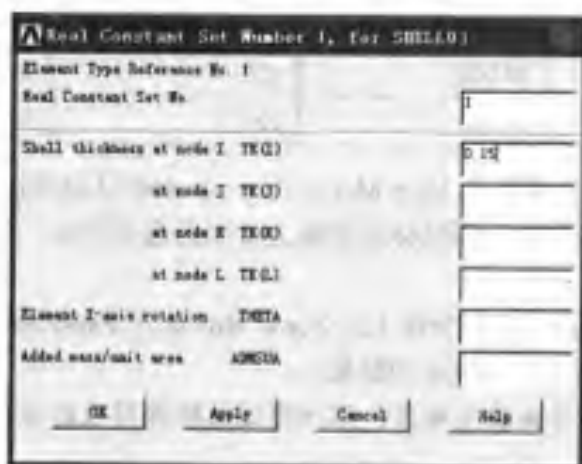 Real Constant Set Number 1, for SHELL63
Element Type Reference No. 1
Real Constant Set No. 1
Shell thickness at node I TK(I) 0.15
at node J TK(J)
at node K TK(K)
at node L TK(L)
Element X-axis rotation THETA
Added mass/unit area ADMSUA
OK Apply Cancel Help